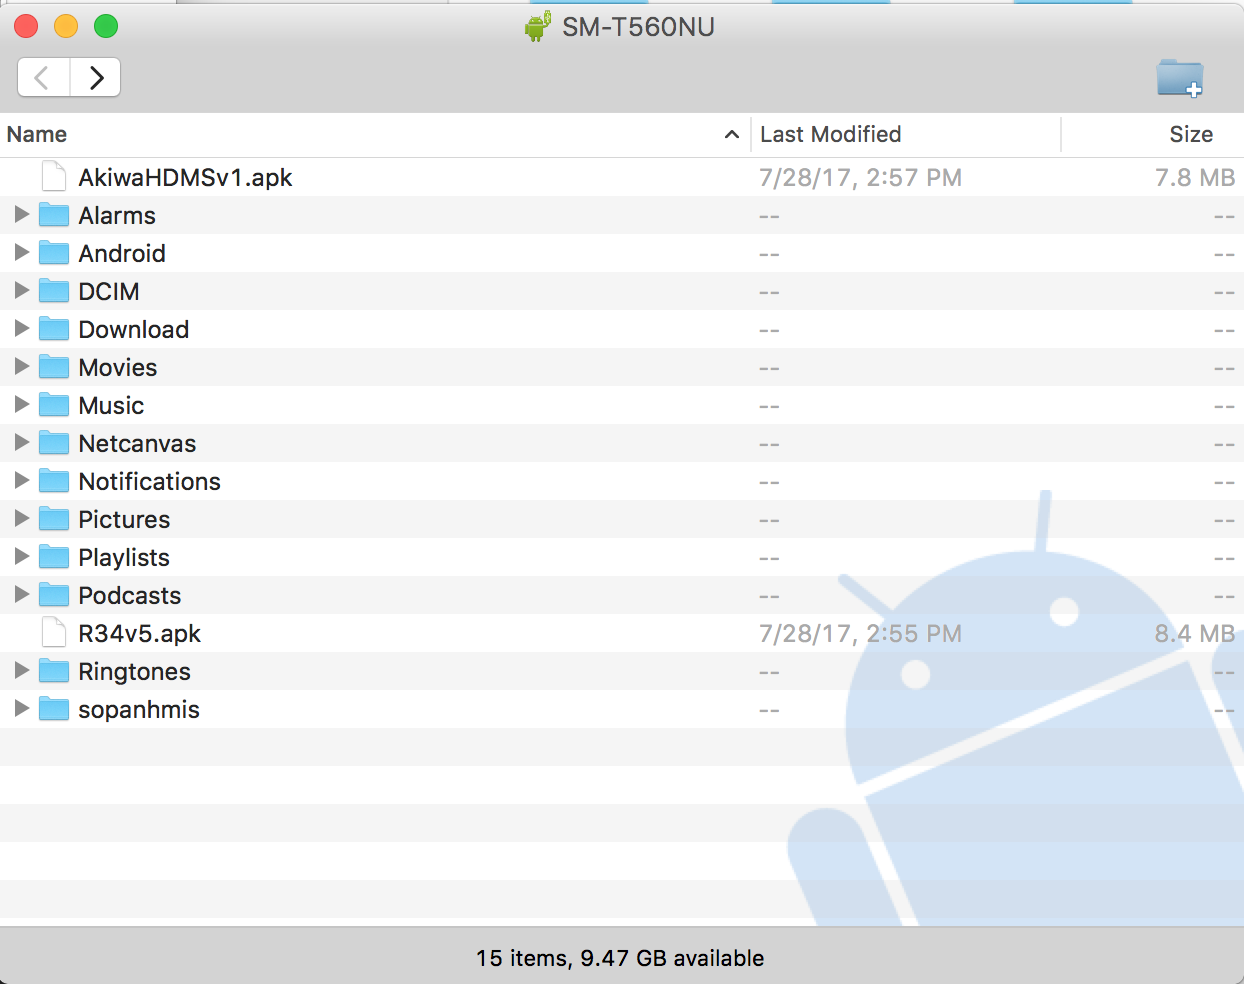 SM-T560NU
Name Last Modified Size
AkiwaHDMSv1.apk 7/28/17, 2:57 PM 7.8 MB
Alarms -- --
Android -- --
DCIM -- --
Download -- --
Movies -- --
Music -- --
Netcanvas -- --
Notifications -- --
Pictures -- --
Playlists -- --
Podcasts -- --
R34v5.apk 7/28/17, 2:55 PM 8.4 MB
Ringtones -- --
sopanhmis -- --
15 items, 9.47 GB available